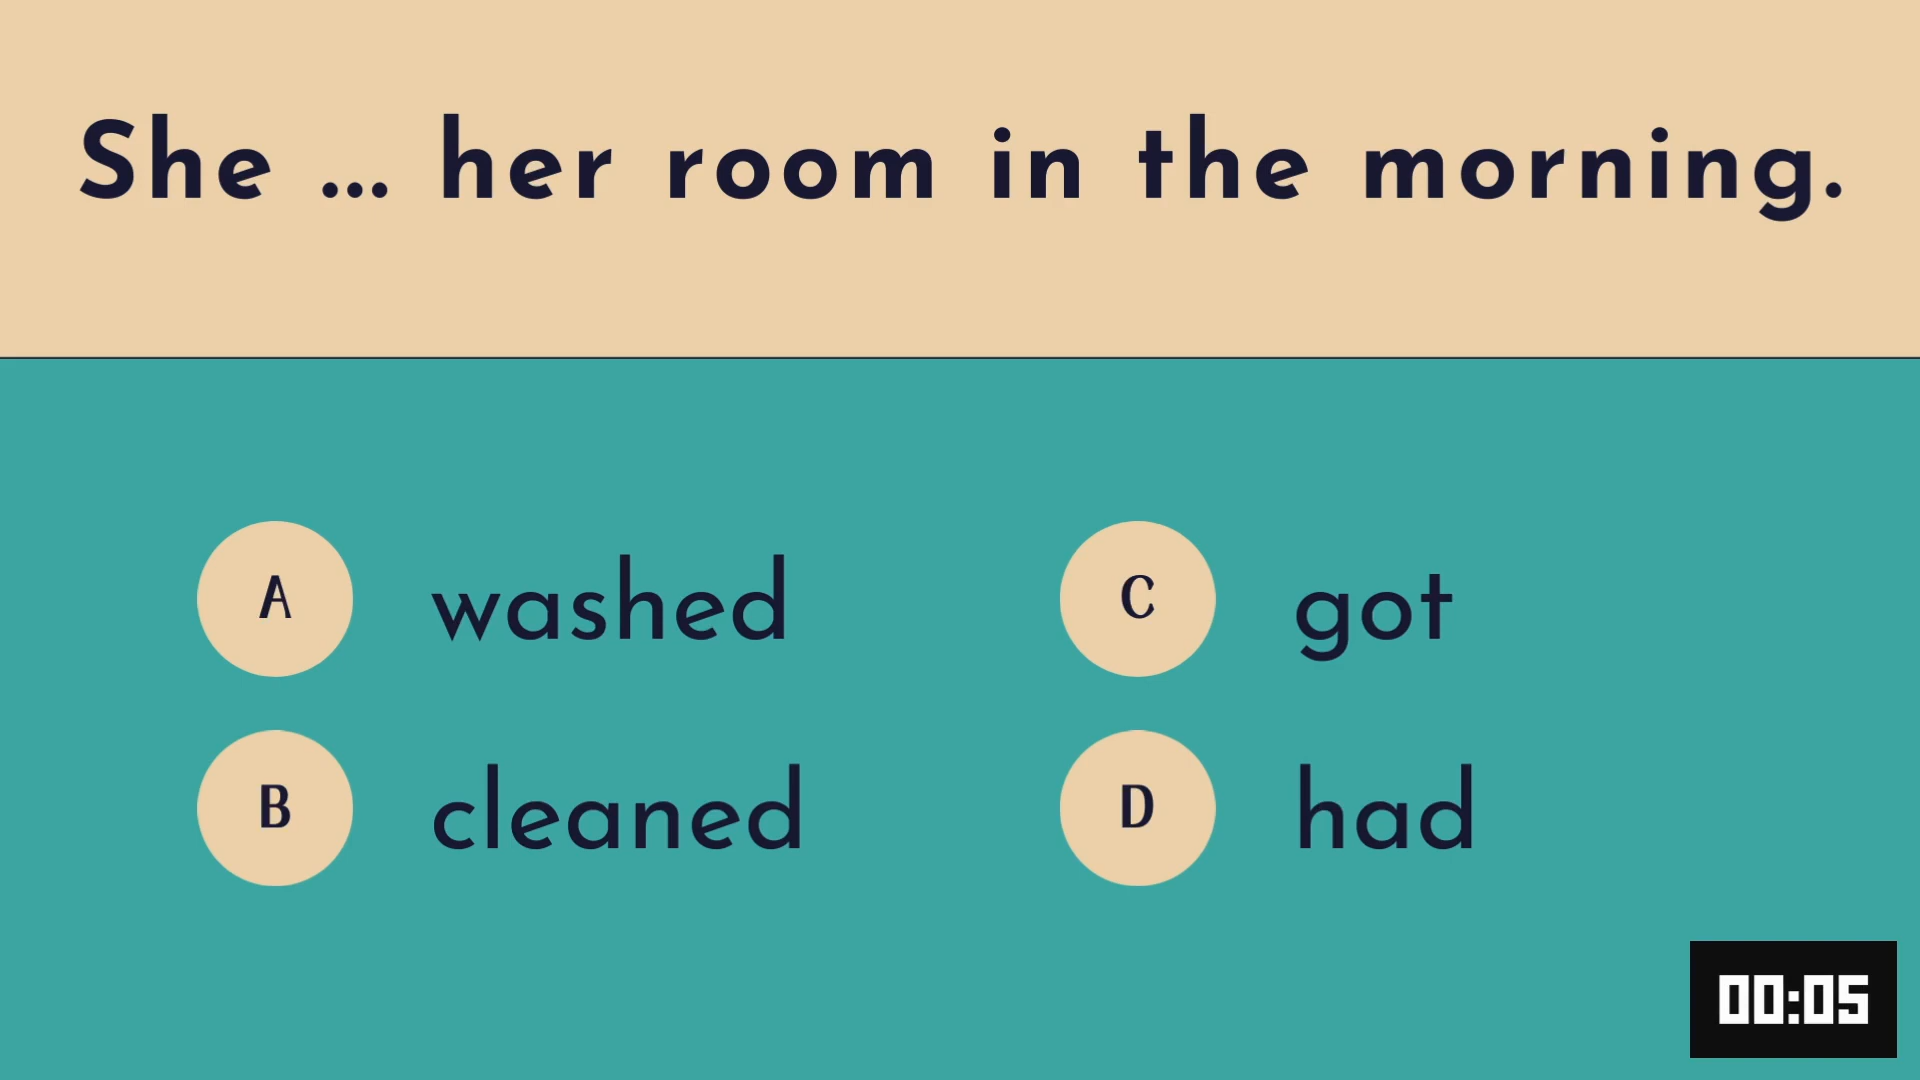 She ... her room in the morning.
A washed
B cleaned
C got
D had
00:05